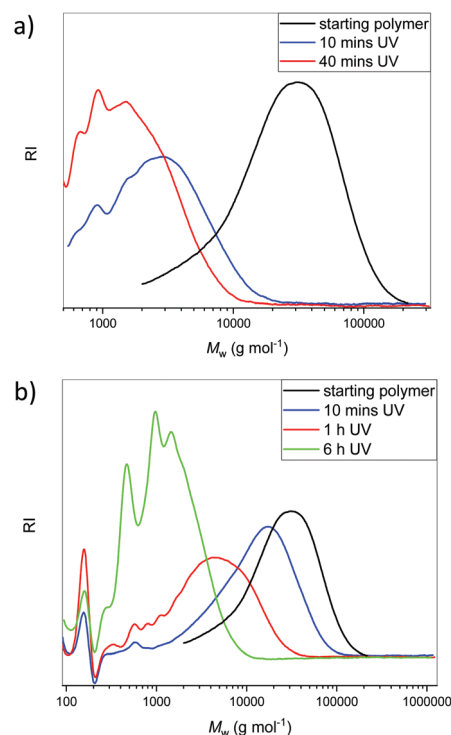 a)
starting polymer
10 mins UV
40 mins UV
RI
1000 10000 100000
Mw (g mol-1)
b)
starting polymer
10 mins UV
1 h UV
6 h UV
RI
100 1000 10000 100000 1000000
Mw (g mol-1)